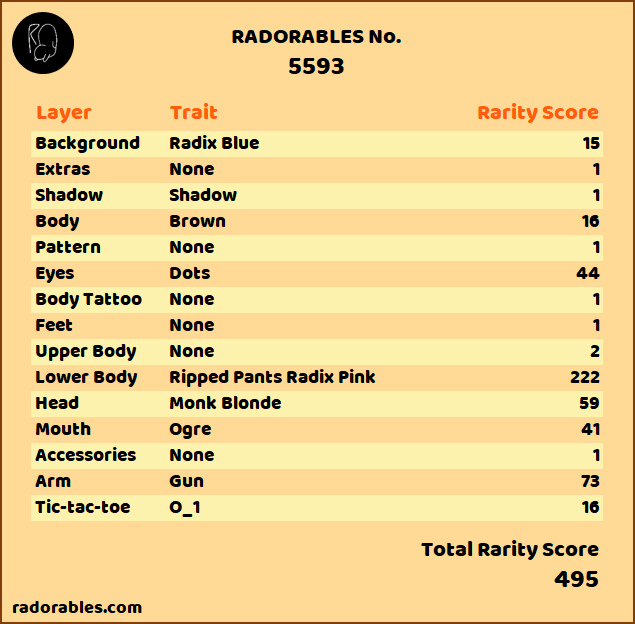 RADORABLES No.
5593
Layer Trait Rarity Score
Background Radix Blue 15
Extras None 1
Shadow Shadow 1
Body Brown 16
Pattern None 1
Eyes Dots 44
Body Tattoo None 1
Feet None 1
Upper Body None 2
Lower Body Ripped Pants Radix Pink 222
Head Monk Blonde 59
Mouth Ogre 41
Accessories None 1
Arm Gun 73
Tic-tac-toe O_1 16
Total Rarity Score
495
radorables.com